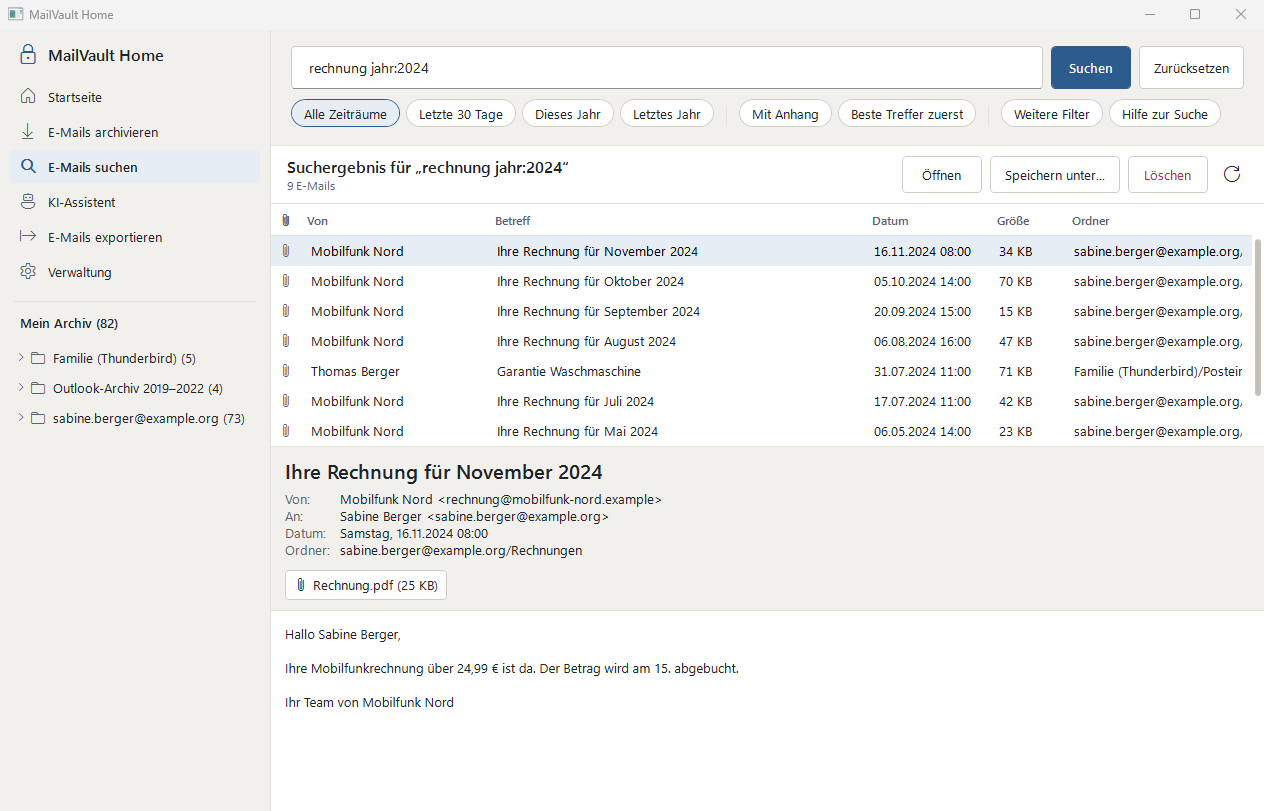 MailVault Home
MailVault Home
Startseite
E-Mails archivieren
E-Mails suchen
KI-Assistent
E-Mails exportieren
Verwaltung
Mein Archiv (82)
Familie (Thunderbird) (5)
Outlook-Archiv 2019–2022 (4)
sabine.berger@example.org (73)
rechnung jahr:2024
Suchen
Zurücksetzen
Alle Zeiträume Letzte 30 Tage Dieses Jahr Letztes Jahr Mit Anhang Beste Treffer zuerst Weitere Filter Hilfe zur Suche
Suchergebnis für „rechnung jahr:2024“
9 E-Mails
Öffnen Speichern unter... Löschen
Von Betreff Datum Größe Ordner
Mobilfunk Nord Ihre Rechnung für November 2024 16.11.2024 08:00 34 KB sabine.berger@example.org/
Mobilfunk Nord Ihre Rechnung für Oktober 2024 05.10.2024 14:00 70 KB sabine.berger@example.org/
Mobilfunk Nord Ihre Rechnung für September 2024 20.09.2024 15:00 15 KB sabine.berger@example.org/
Mobilfunk Nord Ihre Rechnung für August 2024 06.08.2024 16:00 47 KB sabine.berger@example.org/
Thomas Berger Garantie Waschmaschine 31.07.2024 11:00 71 KB Familie (Thunderbird)/Postein
Mobilfunk Nord Ihre Rechnung für Juli 2024 17.07.2024 11:00 42 KB sabine.berger@example.org/
Mobilfunk Nord Ihre Rechnung für Mai 2024 06.05.2024 14:00 23 KB sabine.berger@example.org/
Ihre Rechnung für November 2024
Von: Mobilfunk Nord <rechnung@mobilfunk-nord.example>
An: Sabine Berger <sabine.berger@example.org>
Datum: Samstag, 16.11.2024 08:00
Ordner: sabine.berger@example.org/Rechnungen
Rechnung.pdf (25 KB)
Hallo Sabine Berger,
Ihre Mobilfunkrechnung über 24,99 € ist da. Der Betrag wird am 15. abgebucht.
Ihr Team von Mobilfunk Nord